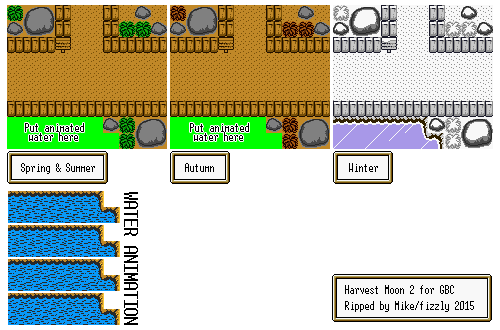 Put animated
water here
Put animated
water here
Spring & Summer
Autumn
Winter
WATER ANIMATION
Harvest Moon 2 for GBC
Ripped by Mike/fizzly 2015